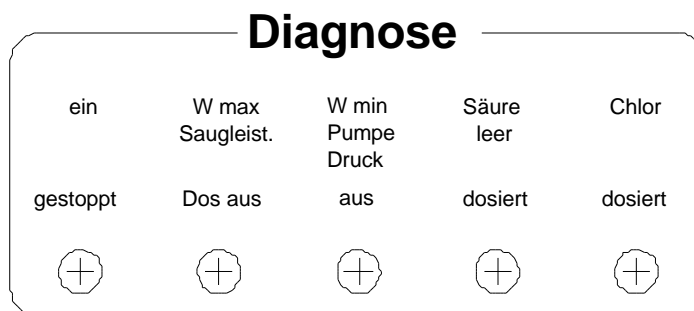 Diagnose
ein
W max
Saugleist.
W min
Pumpe
Druck
Säure
leer
Chlor
gestoppt
Dos aus
aus
dosiert
dosiert